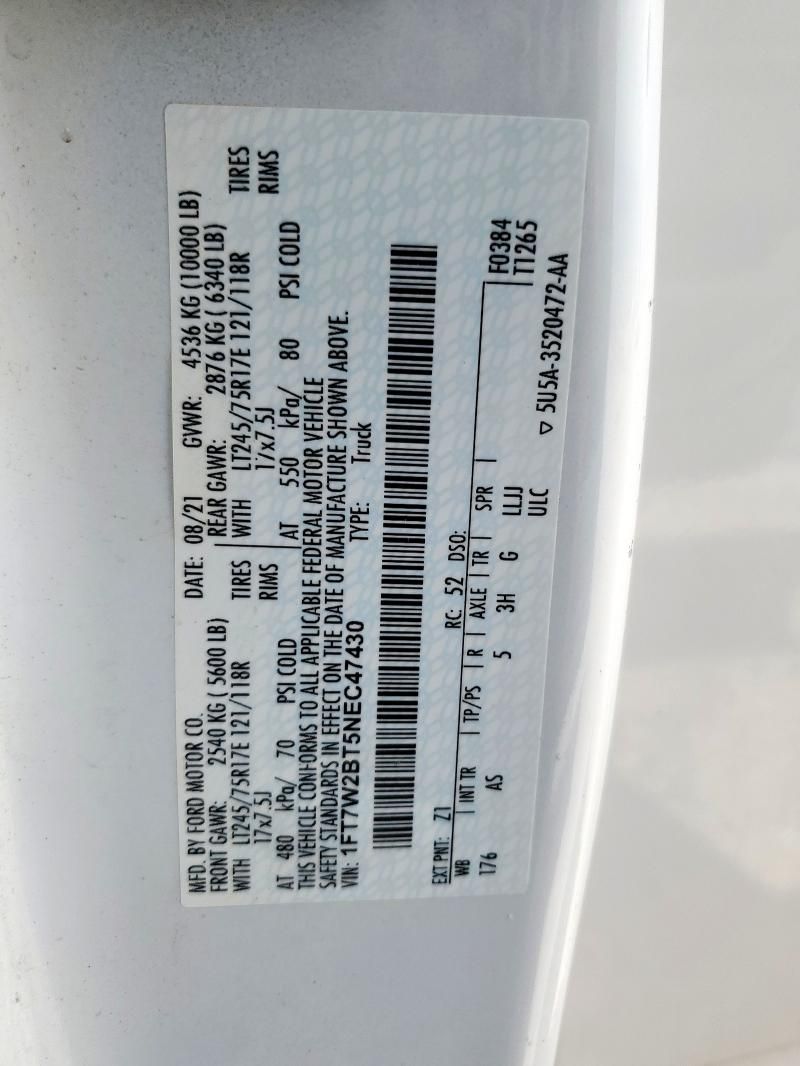 MFD. BY FORD MOTOR CO.
DATE: 08/21 GVWR: 4536 KG (10000 LB)
FRONT GAWR: 2540 KG ( 5600 LB)
REAR GAWR: 2876 KG ( 6340 LB)
WITH LT245/75R17E 121/118R TIRES
WITH LT245/75R17E 121/118R TIRES
17x7.5J RIMS
17x7.5J RIMS
AT 480 kPa/ 70 PSI COLD
AT 550 kPa/ 80 PSI COLD
THIS VEHICLE CONFORMS TO ALL APPLICABLE FEDERAL MOTOR VEHICLE
SAFETY STANDARDS IN EFFECT ON THE DATE OF MANUFACTURE SHOWN ABOVE.
VIN: 1FT7W2BT5NEC47430 TYPE: Truck
EXT PNT: Z1 RC: 52 DSO:
WB INT TR TP/PS R AXLE TR SPR F0384
176 AS 5 3H G LLJJ T1265
ULC
▽ 5U5A-3520472-AA